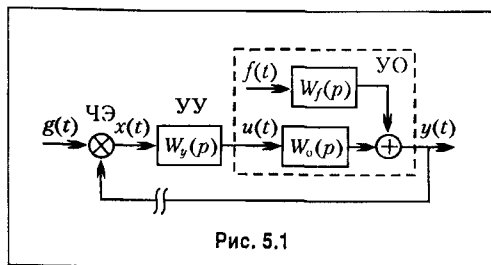 УО
f(t) W_f(p)
ЧЭ УУ
g(t) x(t) W_y(p) u(t) W_o(p) + y(t)
Рис. 5.1